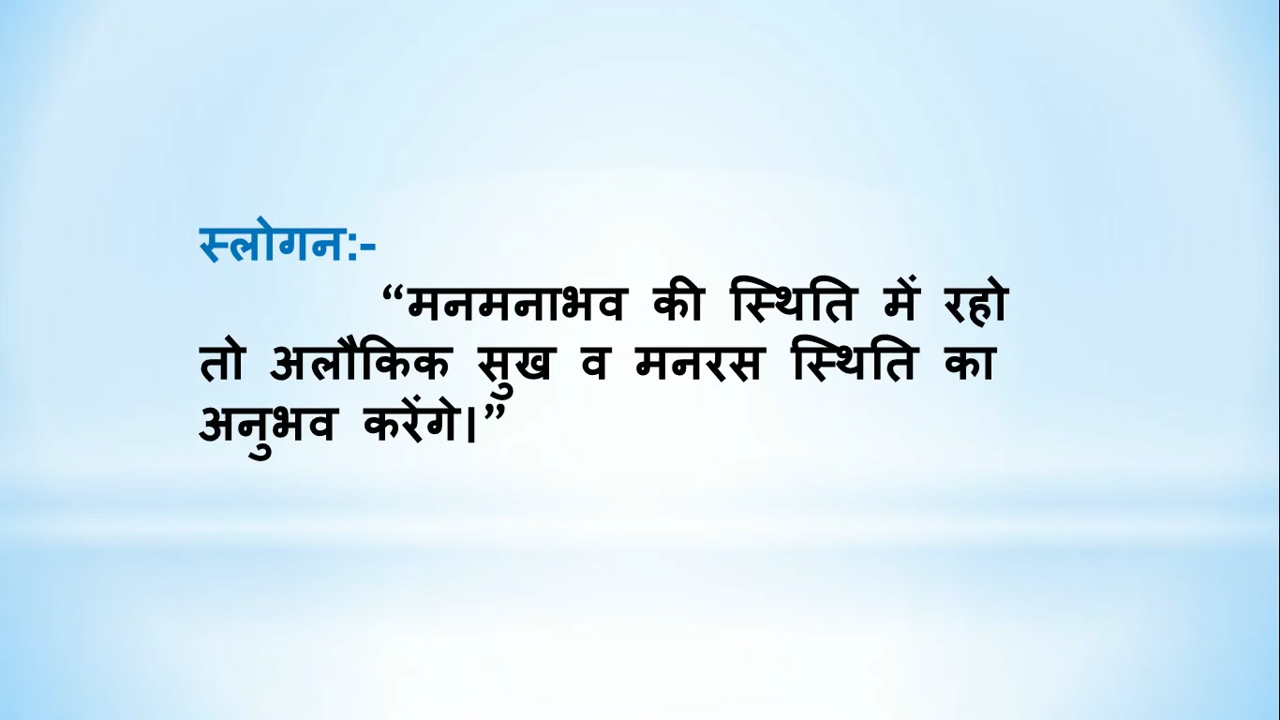 स्लोगन:-
“मनमनाभव की स्थिति में रहो
तो अलौकिक सुख व मनरस स्थिति का
अनुभव करेंगे।”